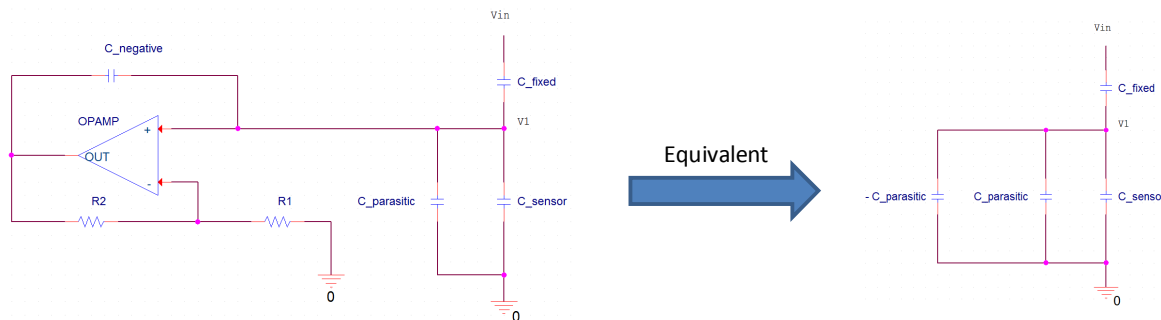 Vin
C_negative
C_fixed
OPAMP
+
V1
OUT
-
R2
R1
C_parasitic
C_sensor
0
0
Equivalent
Vin
C_fixed
V1
- C_parasitic
C_parasitic
C_senso
0